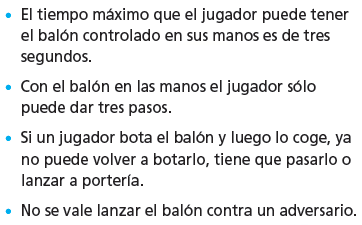 • El tiempo máximo que el jugador puede tener
el balón controlado en sus manos es de tres
segundos.
• Con el balón en las manos el jugador sólo
puede dar tres pasos.
• Si un jugador bota el balón y luego lo coge, ya
no puede volver a botarlo, tiene que pasarlo o
lanzar a portería.
• No se vale lanzar el balón contra un adversario.